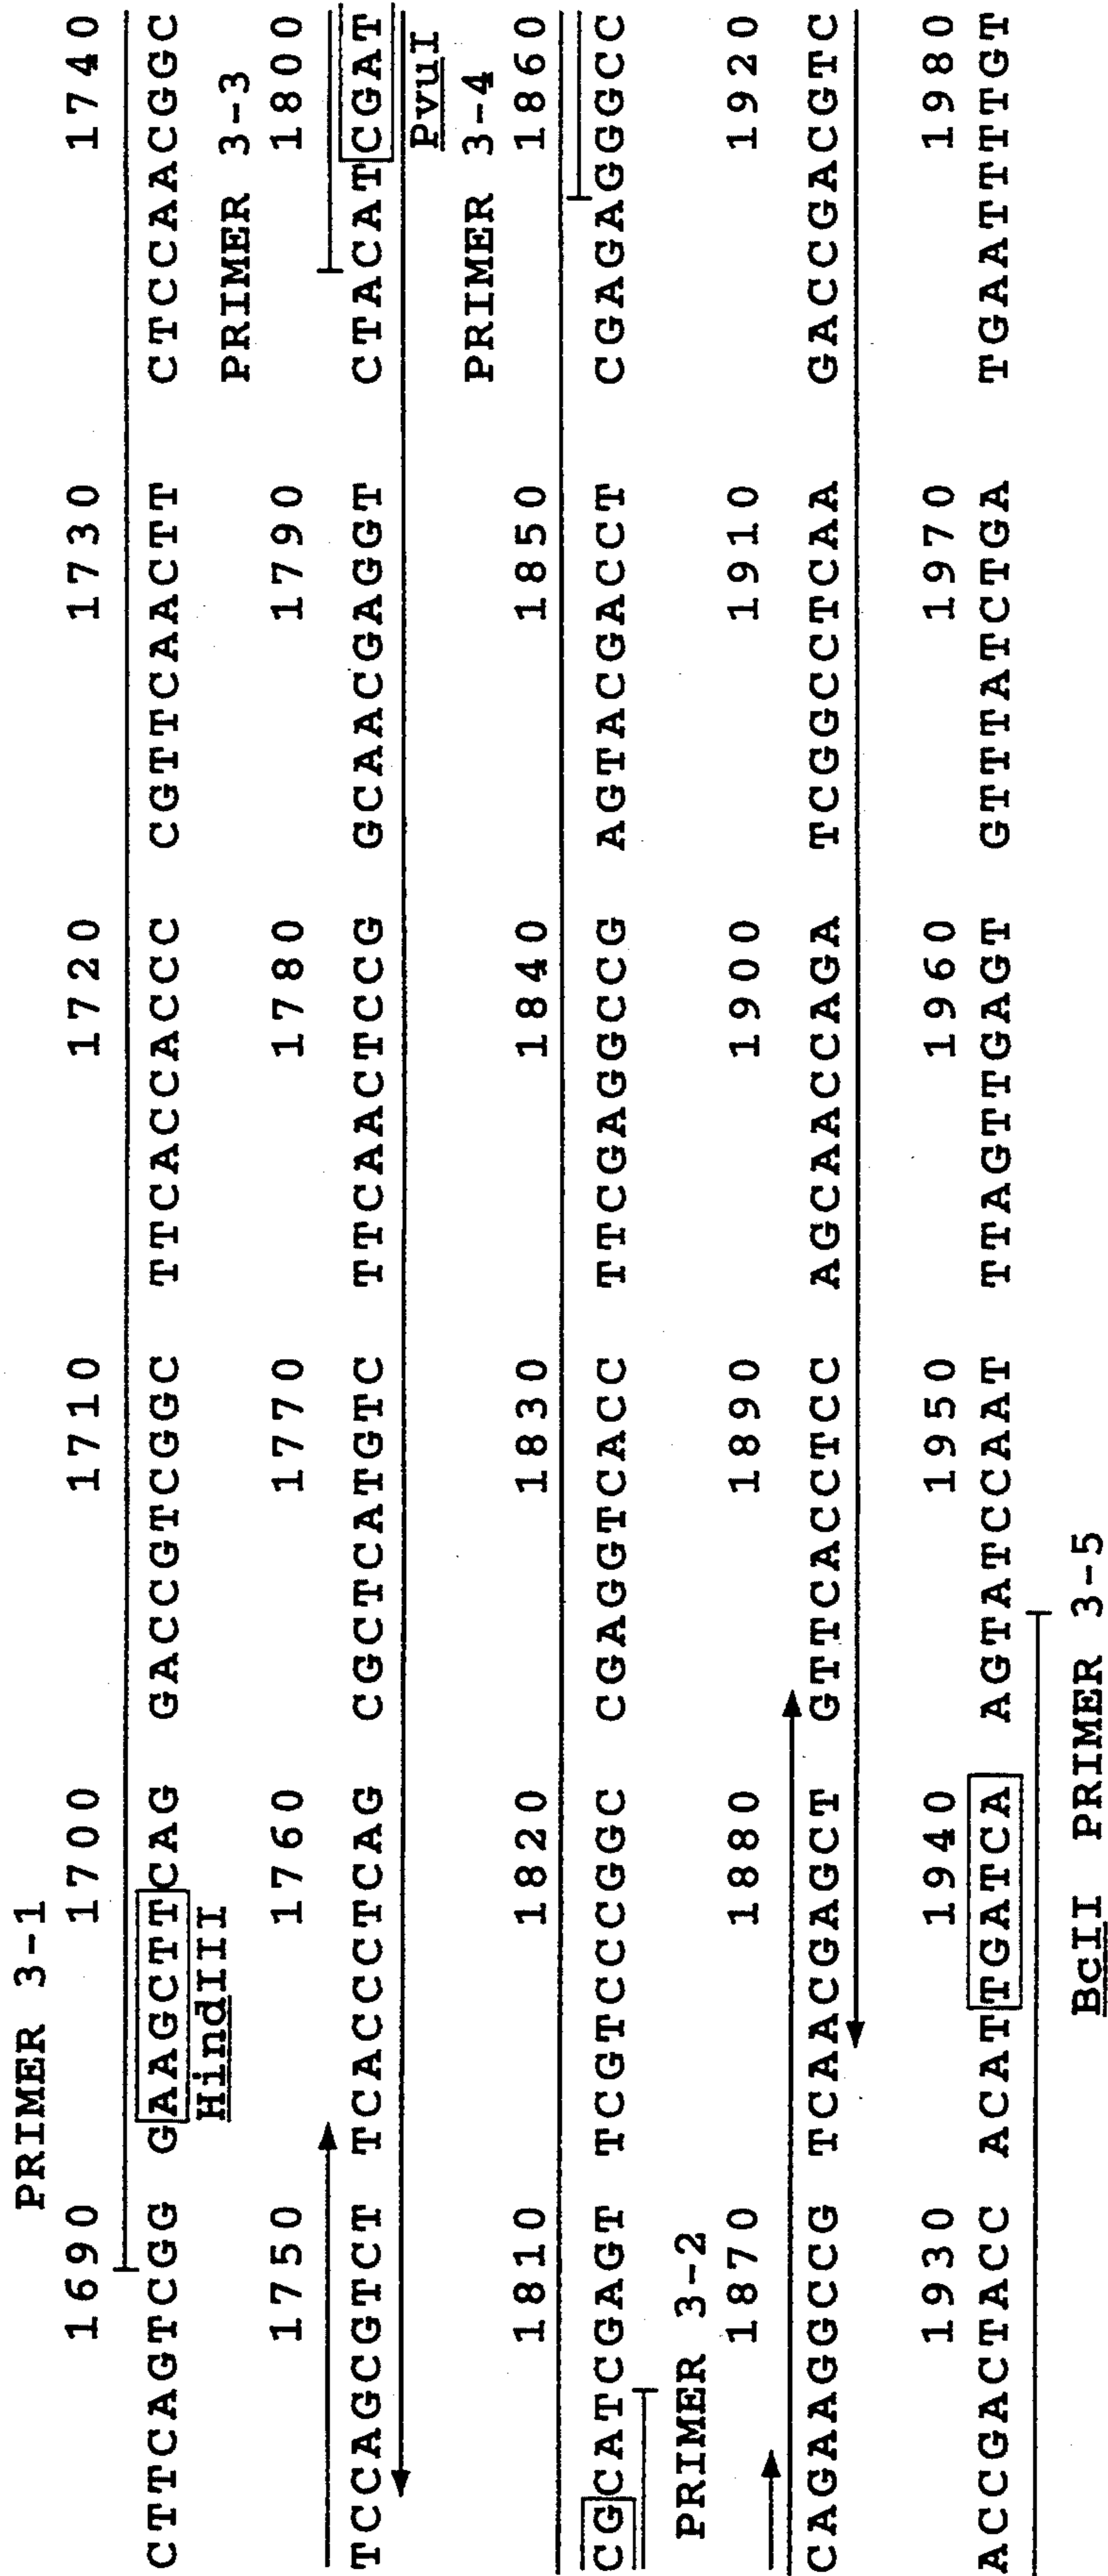 PRIMER 3-1
1690 1700 1710 1720 1730 1740
CTTCAGTCGG GAAGCTTCAG GACCGTCGGC TTCACCACCC CGTTCAACTT CTCCAACGGC
HindIII
PRIMER 3-3
1750 1760 1770 1780 1790 1800
TCCAGCGTCT TCACCCTCAG CGCTCATGTC TTCAACTCCG GCAACGAGGT CTACATCGAT
PvuI
PRIMER 3-4
1810 1820 1830 1840 1850 1860
CGCATCGAGT TCGTCCCGGC CGAGGTCACC TTCGAGGCCG AGTACGACCT CGAGAGGGCC
PRIMER 3-2
1870 1880 1890 1900 1910 1920
CAGAAGGCCG TCAACGAGCT GTTCACCTCC AGCAACCAGA TCGGCCTCAA GACCGACGTC
1930 1940 1950 1960 1970 1980
ACCGACTACC ACATTGATCA AGTATCCAAT TTAGTTGAGT GTTTATCTGA TGAATTTTGT
BclI PRIMER 3-5